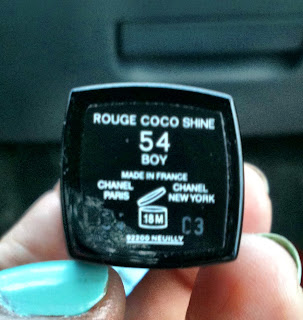 ROUGE COCO SHINE
54
BOY
MADE IN FRANCE
CHANEL CHANEL
PARIS NEW YORK
18M
C3
92200 NEUILLY